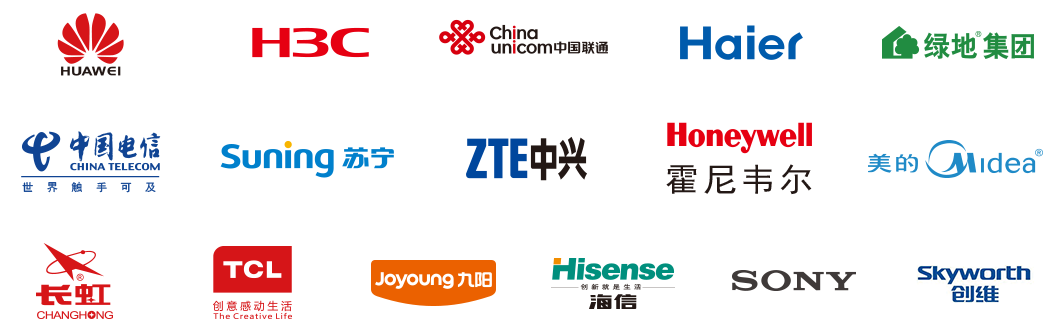 HUAWEI
H3C
China
unicom中国联通
Haier
绿地®集团
中国电信
CHINA TELECOM
世界触手可及
Suning 苏宁
ZTE中兴
Honeywell
霍尼韦尔
美的 Midea®
®
长虹
CHANGHONG
TCL
创意感动生活
The Creative Life
Joyoung 九阳
Hisense
创新就是生活
海信
SONY
Skyworth
创维